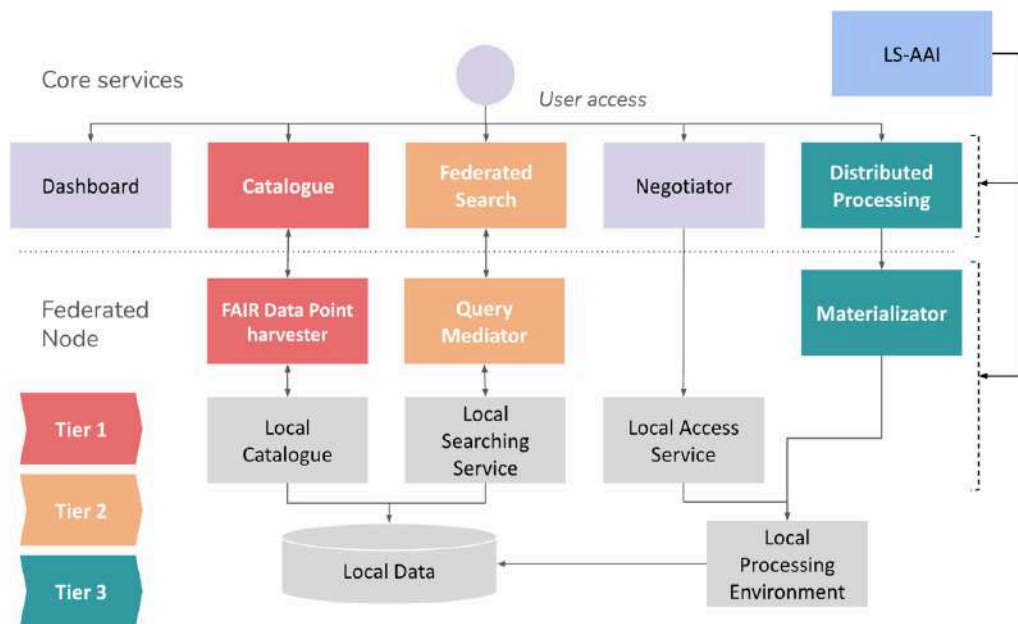 LS-AAI
Core services
User access
Dashboard
Catalogue
Federated
Search
Negotiator
Distributed
Processing
Federated
Node
FAIR Data Point
harvester
Query
Mediator
Materializator
Tier 1
Local
Catalogue
Local
Searching
Service
Local Access
Service
Tier 2
Local Data
Local
Processing
Environment
Tier 3